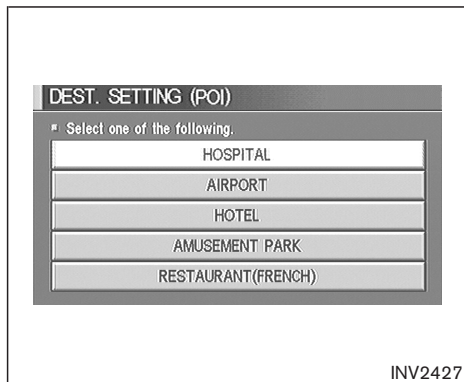 DEST. SETTING (POI)
Select one of the following.
HOSPITAL
AIRPORT
HOTEL
AMUSEMENT PARK
RESTAURANT(FRENCH)
INV2427